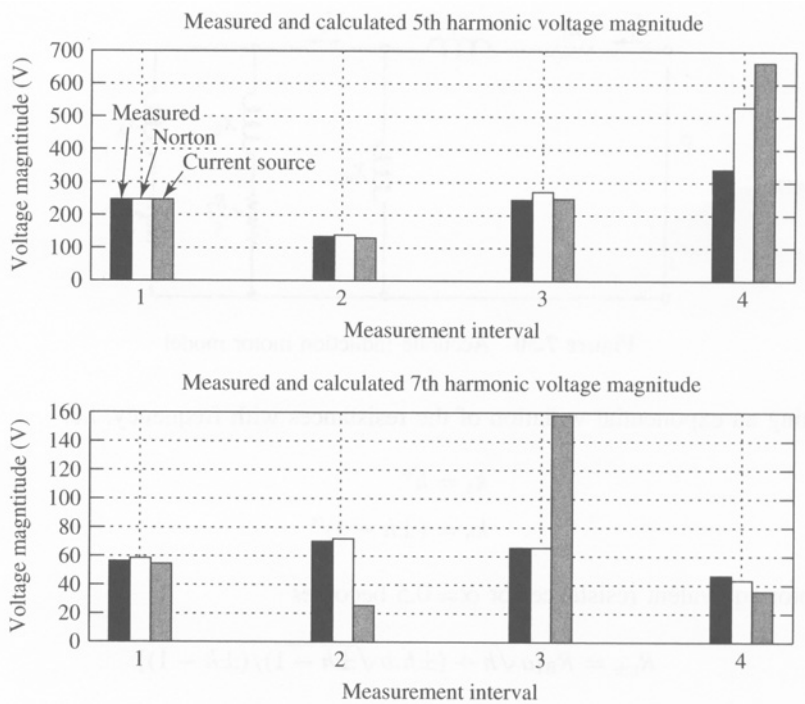 Measured and calculated 5th harmonic voltage magnitude
Voltage magntitude (V)
700
600
500
400
300
200
100
0
Measured
Norton
Current source
1
2
3
4
Measurement interval
Measured and calculated 7th harmonic voltage magnitude
Voltage magntitude (V)
160
140
120
100
80
60
40
20
0
1
2
3
4
Measurement interval